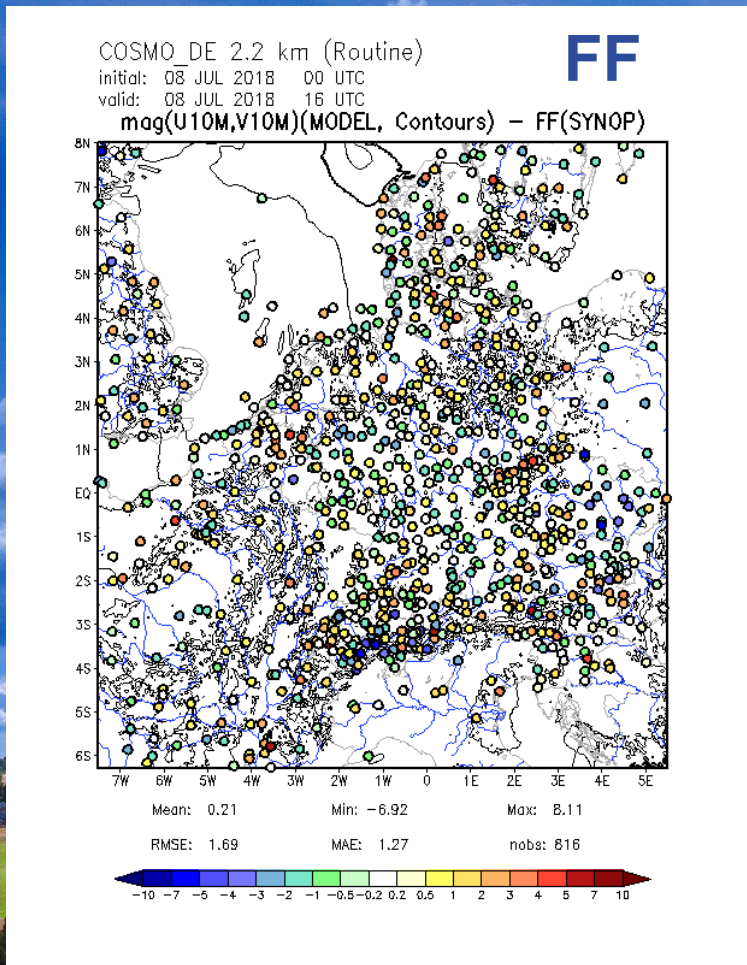 COSMO_DE 2.2 km (Routine)
FF
initial: 08 JUL 2018 00 UTC
valid: 08 JUL 2018 16 UTC
mag(U10M,V10M)(MODEL, Contours) - FF(SYNOP)
8N
7N
6N
5N
4N
3N
2N
1N
EQ
1S
2S
3S
4S
5S
6S
7W 6W 5W 4W 3W 2W 1W 0 1E 2E 3E 4E 5E
Mean: 0.21 Min: -6.92 Max: 8.11
RMSE: 1.69 MAE: 1.27 nobs: 816
-10 -7 -5 -4 -3 -2 -1 -0.5 -0.2 0.2 0.5 1 2 3 4 5 7 10